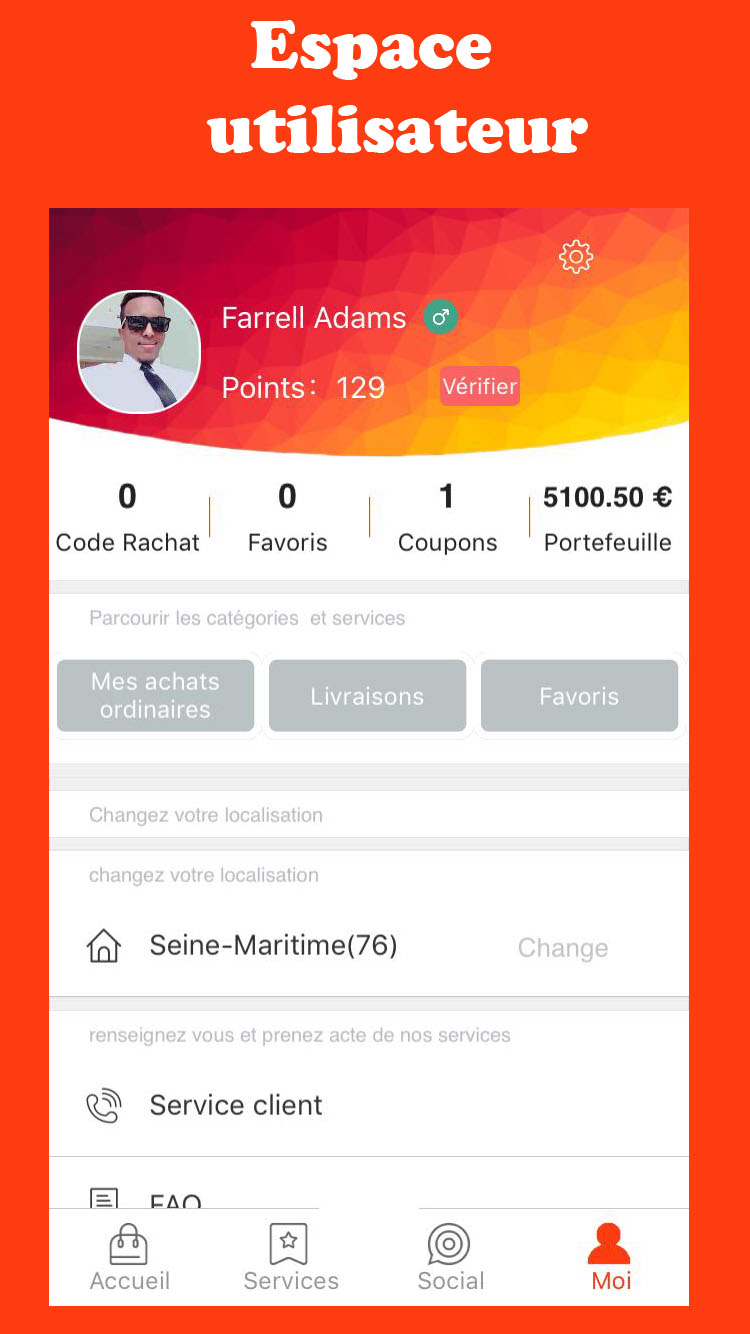 Espace
utilisateur
Farrell Adams
Points: 129
Vérifier
0
0
1
5100.50 €
Code Rachat
Favoris
Coupons
Portefeuille
Parcourir les catégories et services
Mes achats
ordinaires
Livraisons
Favoris
Changez votre localisation
changez votre localisation
Seine-Maritime(76)
Change
renseignez vous et prenez acte de nos services
Service client
FAQ
Accueil
Services
Social
Moi